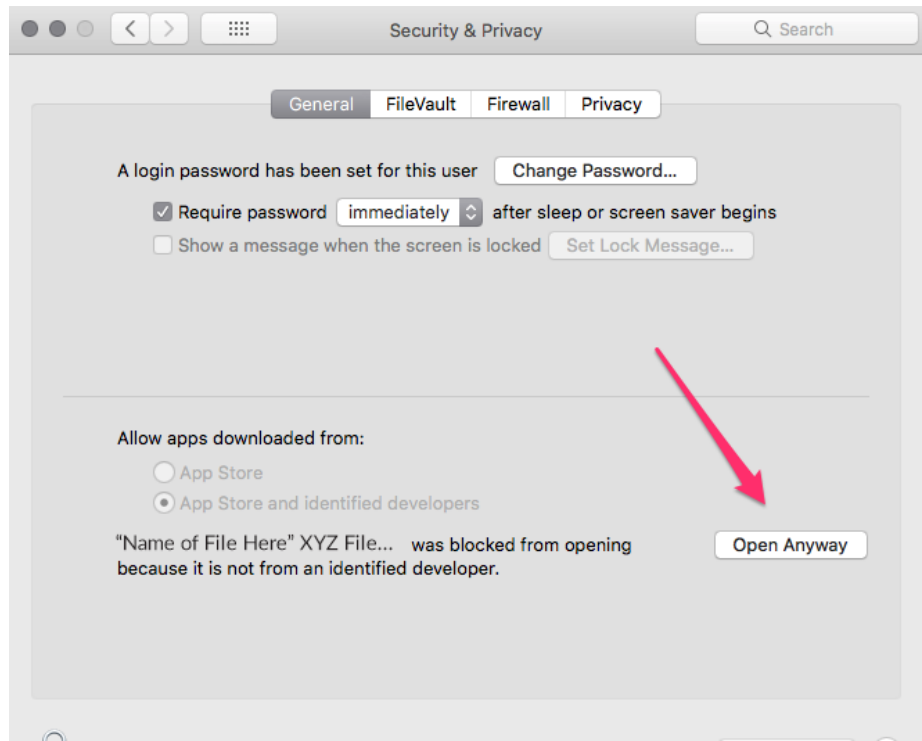 Security & Privacy
Search
General FileVault Firewall Privacy
A login password has been set for this user Change Password...
Require password immediately after sleep or screen saver begins
Show a message when the screen is locked Set Lock Message...
Allow apps downloaded from:
App Store
App Store and identified developers
“Name of File Here” XYZ File... was blocked from opening Open Anyway
because it is not from an identified developer.